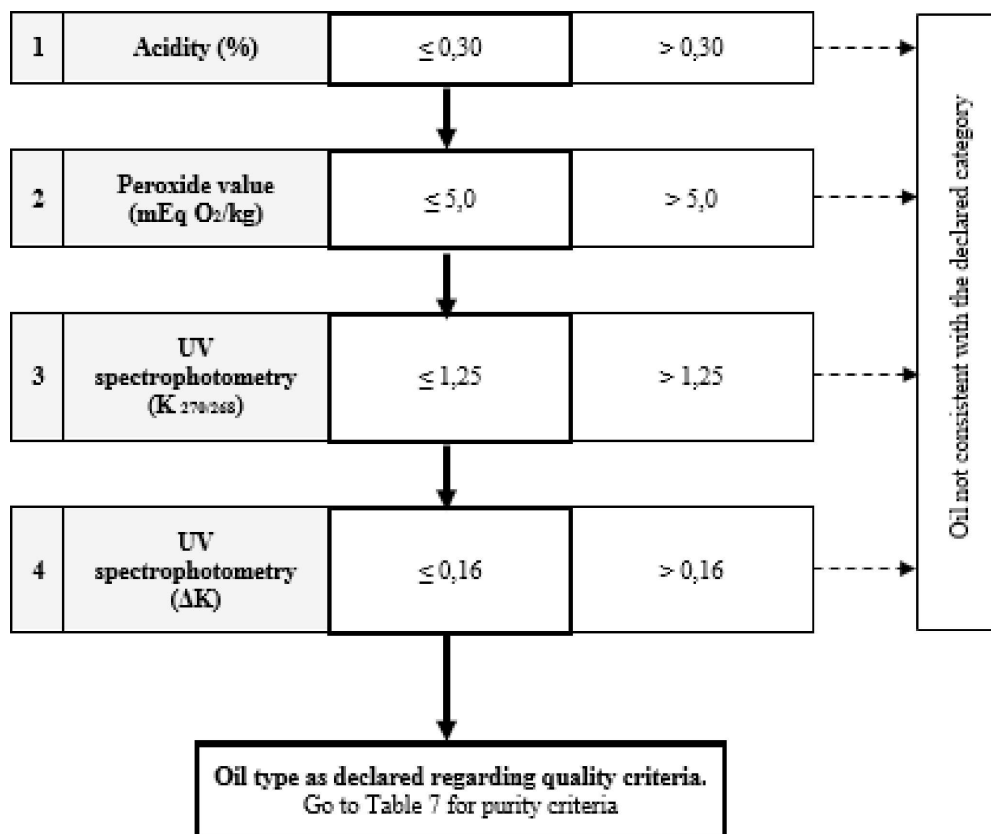 1 Acidity (%) ≤ 0,30 > 0,30
2 Peroxide value
(mEq O₂/kg) ≤ 5,0 > 5,0
3 UV
spectrophotometry
(K 270/268) ≤ 1,25 > 1,25
4 UV
spectrophotometry
(ΔK) ≤ 0,16 > 0,16
Oil not consistent with the declared category
Oil type as declared regarding quality criteria.
Go to Table 7 for purity criteria